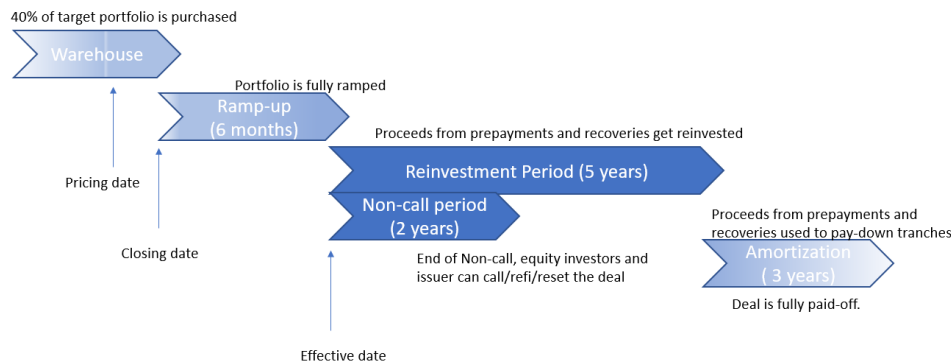 40% of target portfolio is purchased
Warehouse
Portfolio is fully ramped
Ramp-up
(6 months)
Pricing date
Proceeds from prepayments and recoveries get reinvested
Reinvestment Period (5 years)
Non-call period
(2 years)
Closing date
End of Non-call, equity investors and
issuer can call/refi/reset the deal
Proceeds from prepayments and
recoveries used to pay-down tranches
Amortization
( 3 years)
Deal is fully paid-off.
Effective date